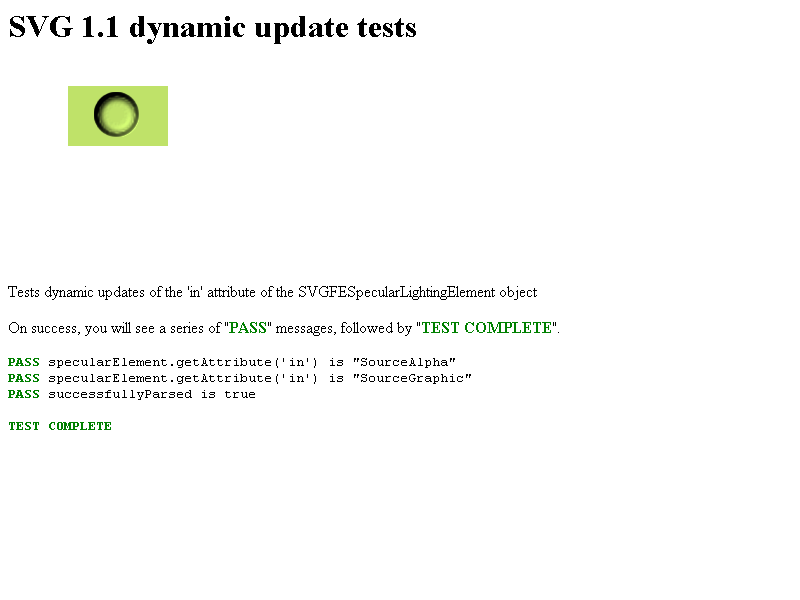 SVG 1.1 dynamic update tests
Tests dynamic updates of the 'in' attribute of the SVGFESpecularLightingElement object
On success, you will see a series of "PASS" messages, followed by "TEST COMPLETE".
PASS specularElement.getAttribute('in') is "SourceAlpha"
PASS specularElement.getAttribute('in') is "SourceGraphic"
PASS successfullyParsed is true
TEST COMPLETE